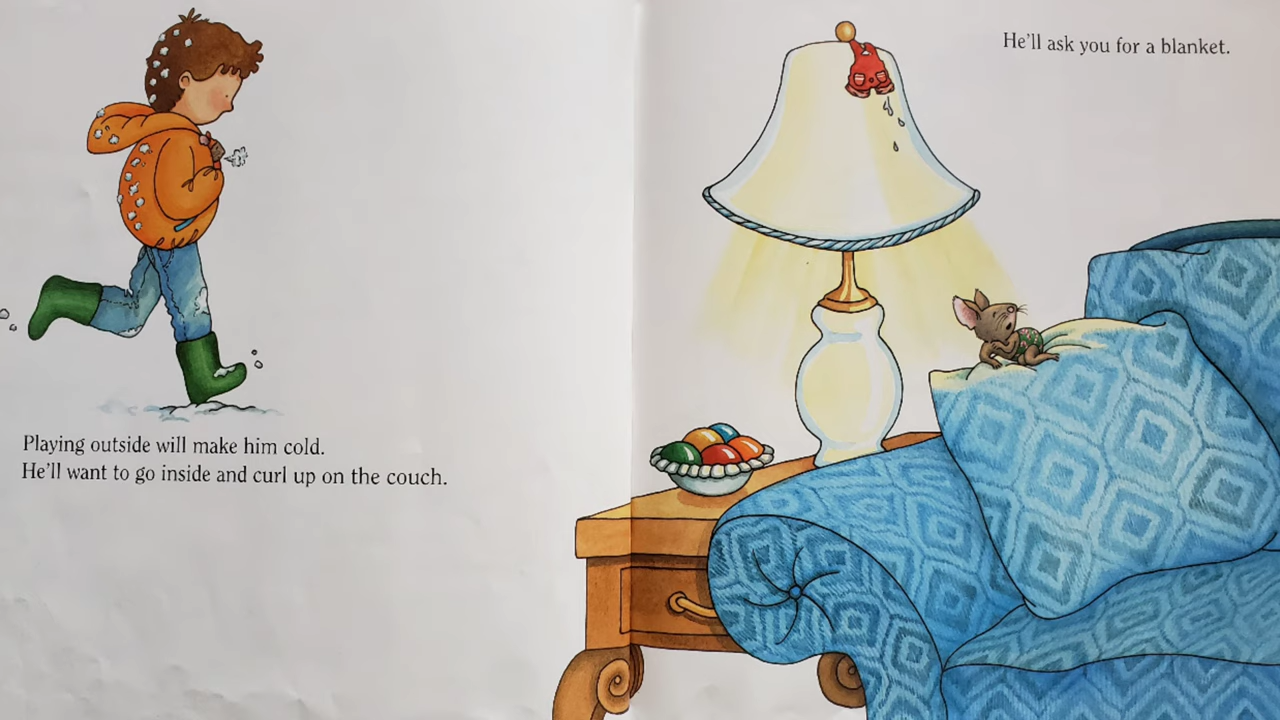 Playing outside will make him cold.
He'll want to go inside and curl up on the couch.
He'll ask you for a blanket.